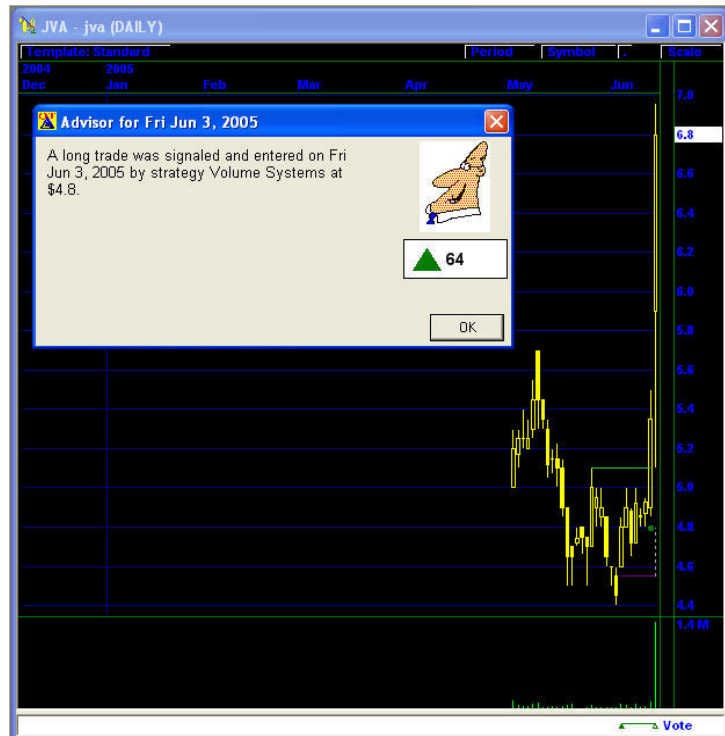 JVA - jva (DAILY)
Template: Standard Period Symbol . Scale
2004 2005
Dec Jan Feb Mar Apr May Jun
7.0
Advisor for Fri Jun 3, 2005
A long trade was signaled and entered on Fri
Jun 3, 2005 by strategy Volume Systems at
$4.8.
64
OK
6.8
6.6
6.4
6.2
6.0
5.8
5.6
5.4
5.2
5.0
4.8
4.6
4.4
1.4 M
Vote